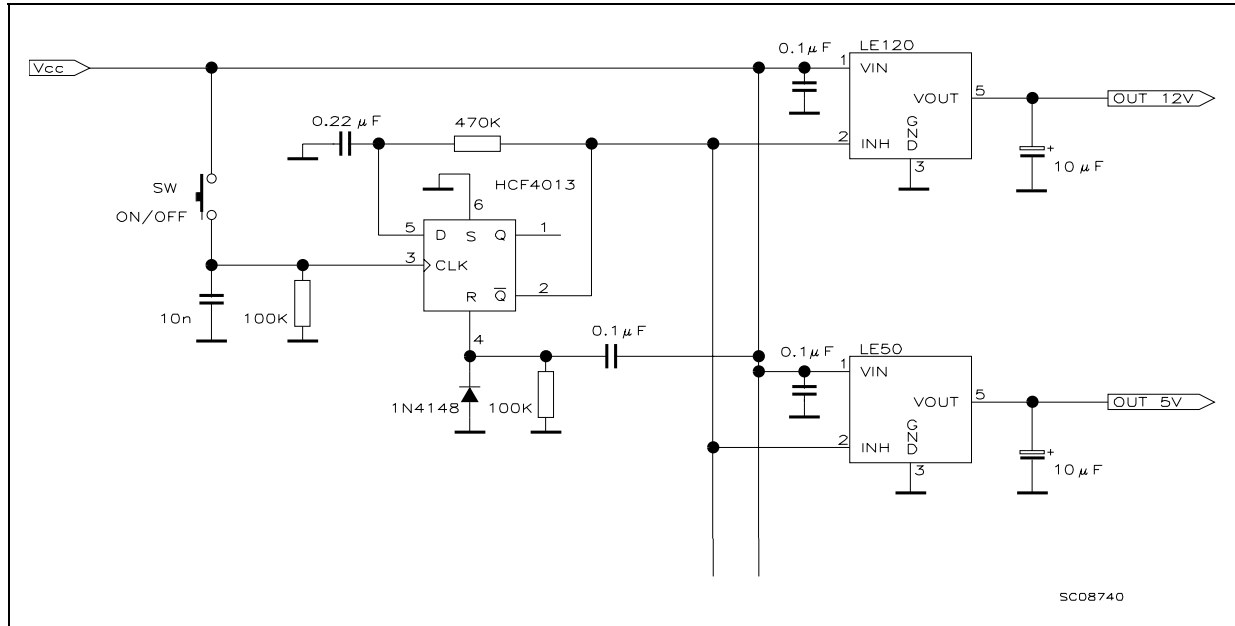 Vcc
0.1µF
LE120
1
VIN
VOUT
5
OUT 12V
GND
2
INH
3
+
10µF
0.22µF
470K
HCF4013
SW
ON/OFF
6
5
D
S
Q
1
3
CLK
R
Q̅
2
4
10n
100K
0.1µF
1N4148
100K
0.1µF
LE50
1
VIN
VOUT
5
OUT 5V
GND
2
INH
3
+
10µF
SC08740